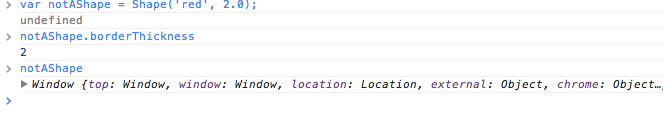 var notAShape = Shape('red', 2.0);
undefined
notAShape.borderThickness
2
notAShape
Window {top: Window, window: Window, location: Location, external: Object, chrome: Object…